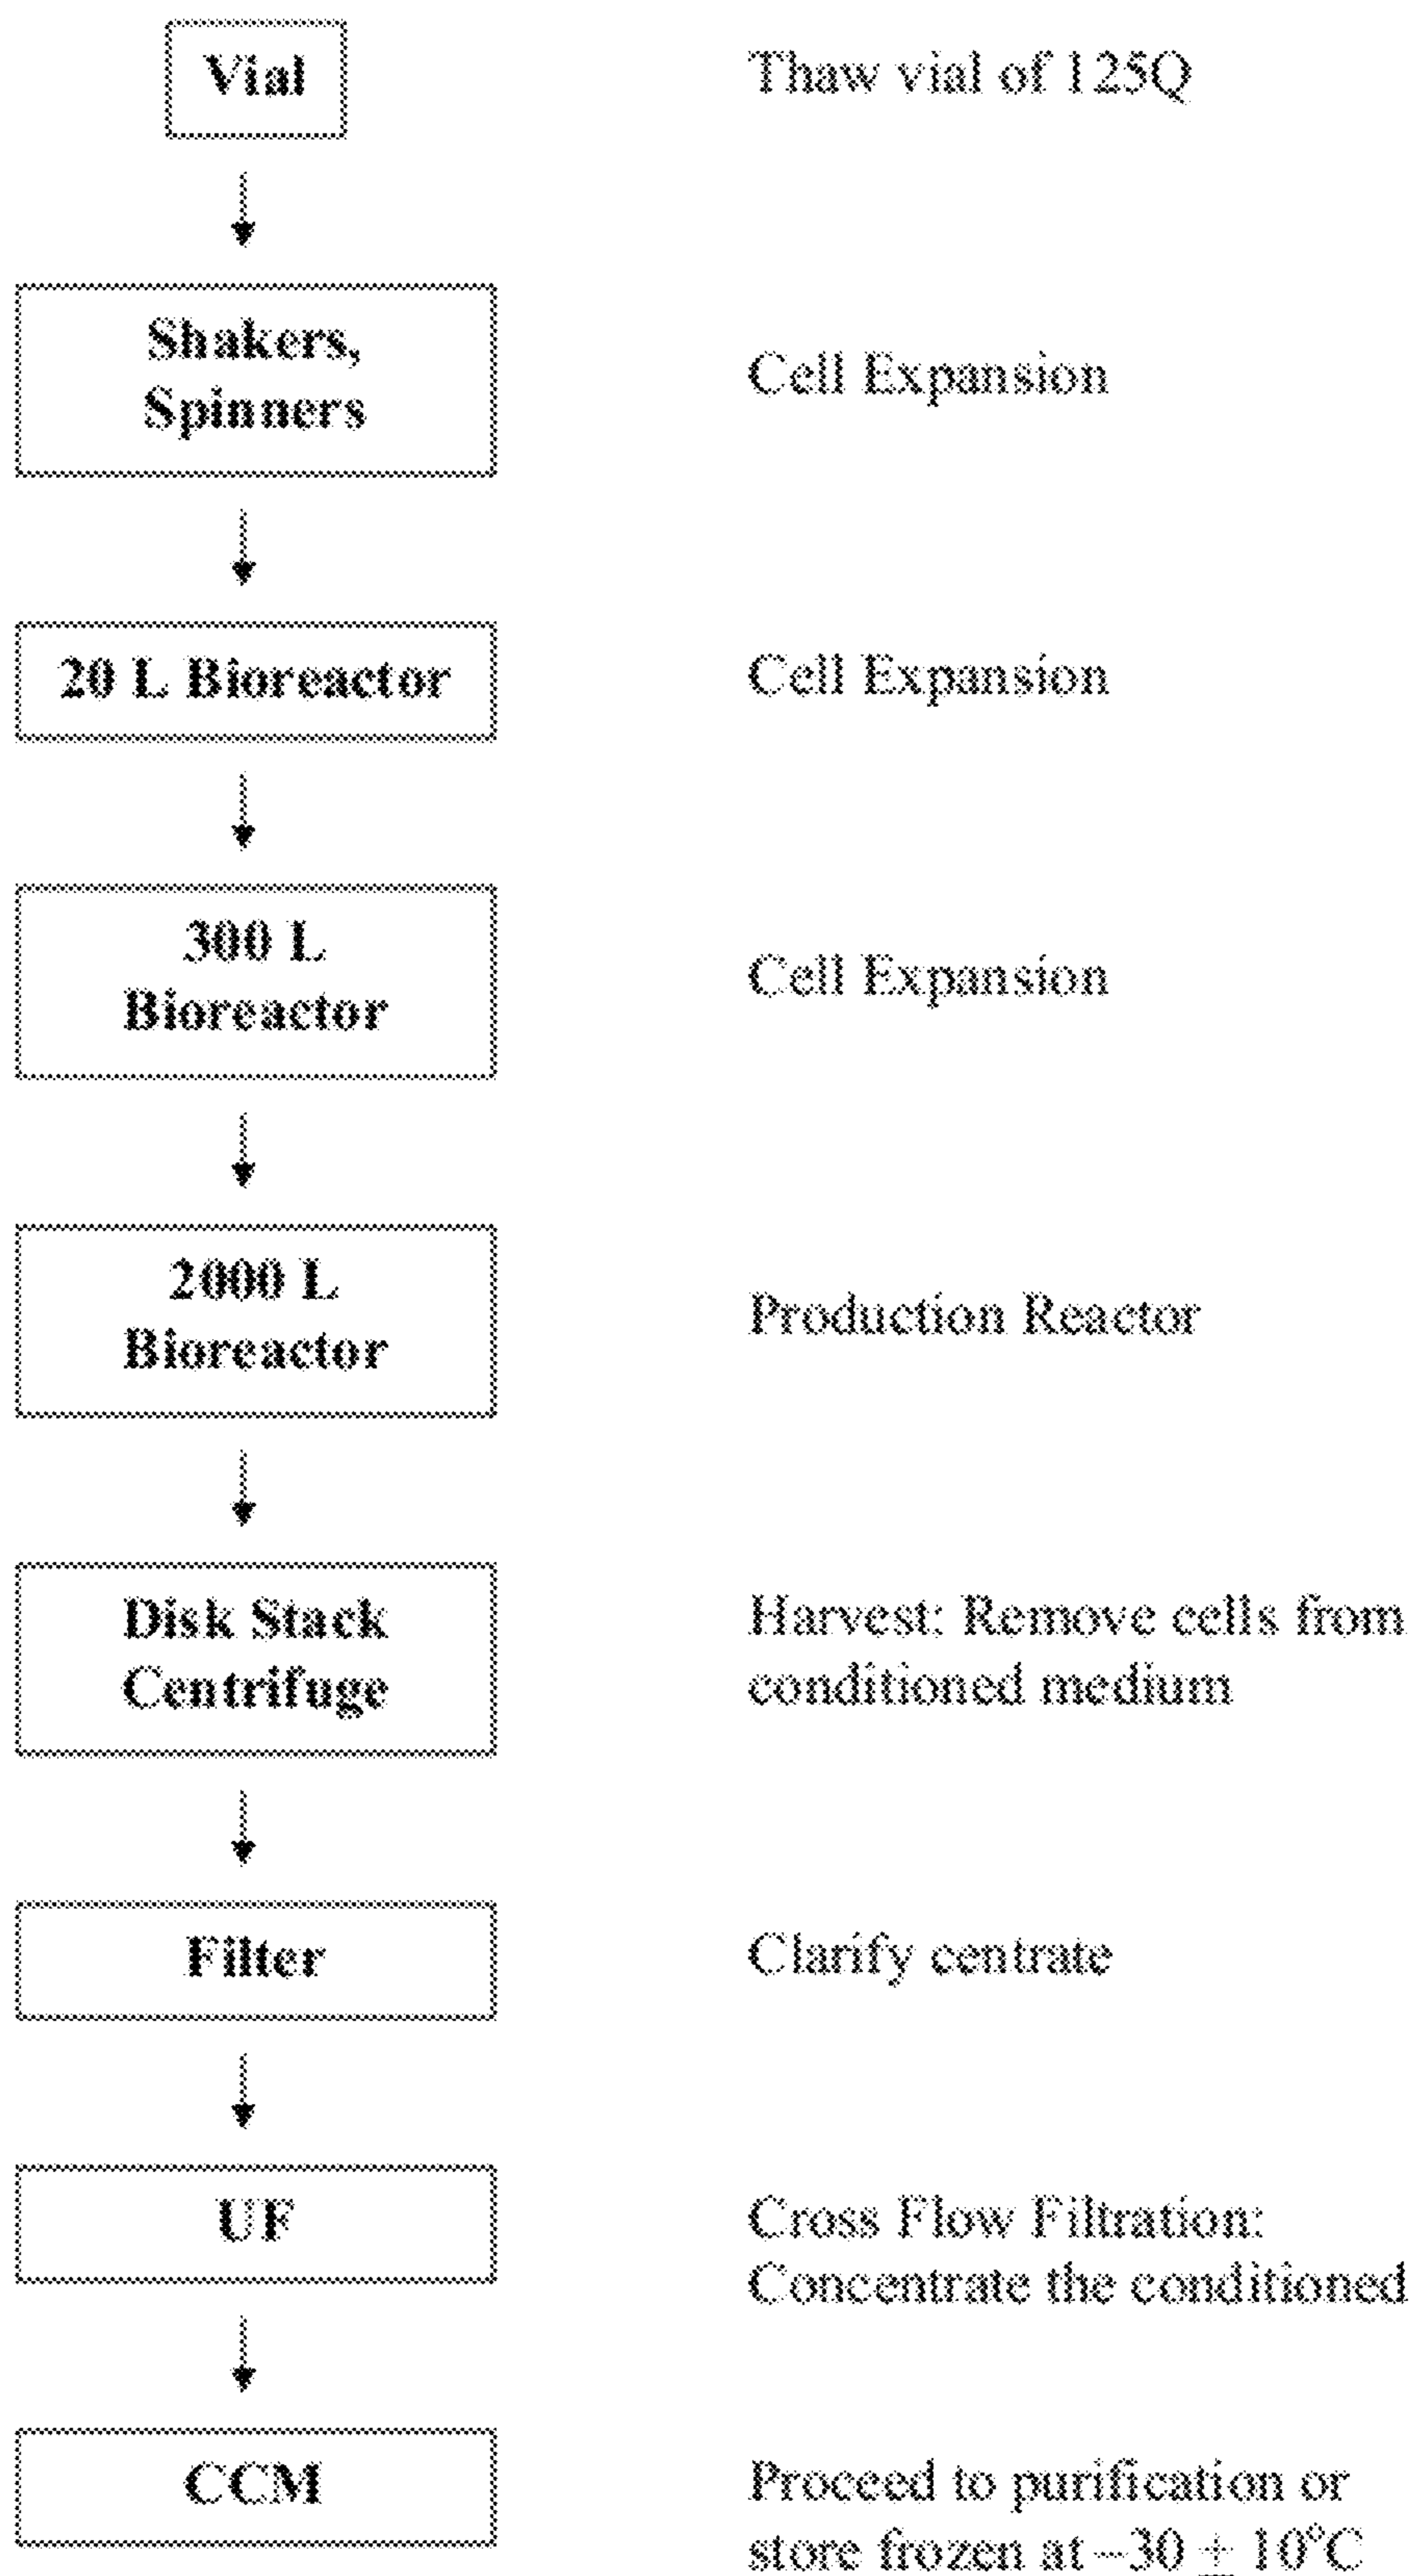 Vial
Thaw vial of 125Q
Shakers,
Spinners
Cell Expansion
20 L Bioreactor
Cell Expansion
300 L
Bioreactor
Cell Expansion
2000 L
Bioreactor
Production Reactor
Disk Stack
Centrifuge
Harvest: Remove cells from
conditioned medium
Filter
Clarify centrate
UF
Cross Flow Filtration:
Concentrate the conditioned
CCM
Proceed to purification or
store frozen at –30 ± 10°C